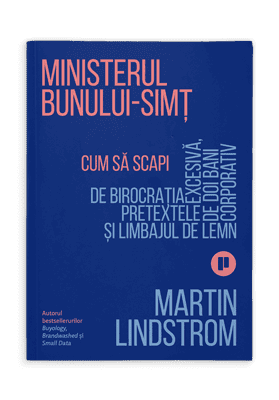 MINISTERUL
BUNULUI-SIMȚ
CUM SĂ SCAPI
DE BIROCRAȚIA EXCESIVĂ,
PRETEXTELE DE DOI BANI
ȘI LIMBAJUL DE LEMN CORPORATIV
MARTIN
LINDSTROM
Autorul
bestsellerurilor
Buyology,
Brandwashed și
Small Data